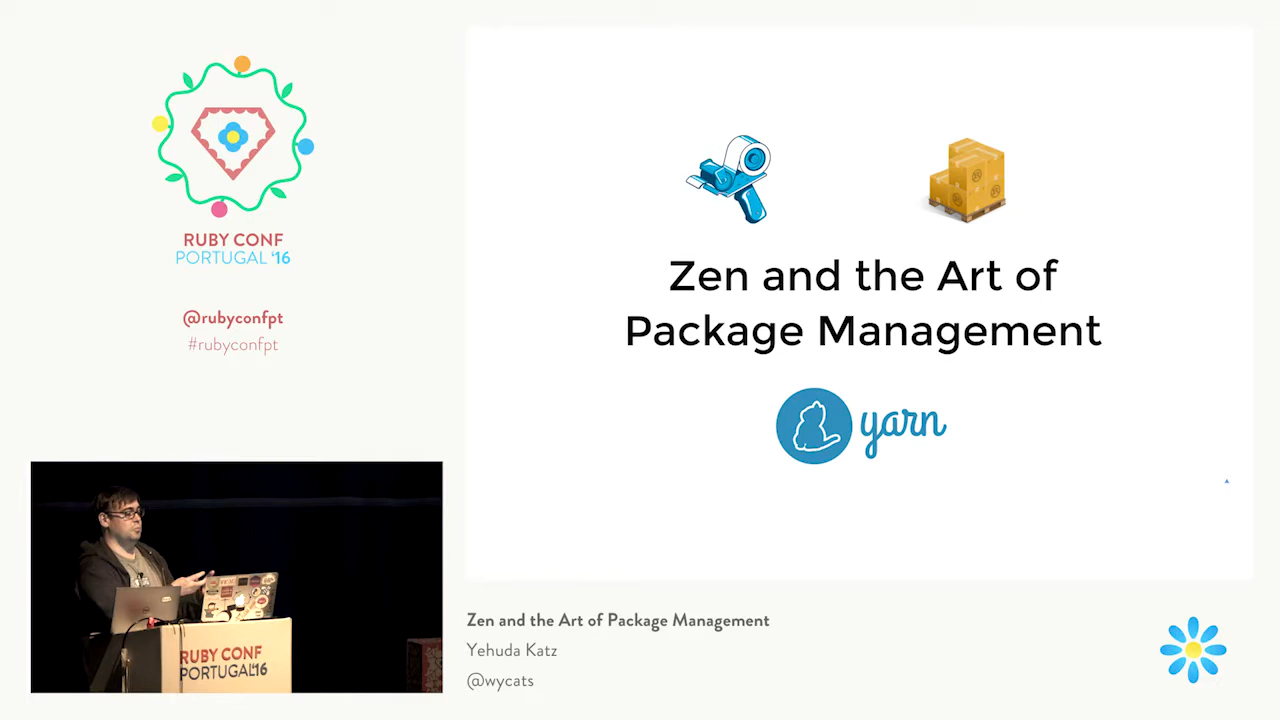 RUBY CONF
PORTUGAL '16
@rubyconfpt
#rubyconfpt
Zen and the Art of
Package Management
yarn
RUBY CONF
PORTUGAL'16
Zen and the Art of Package Management
Yehuda Katz
@wycats